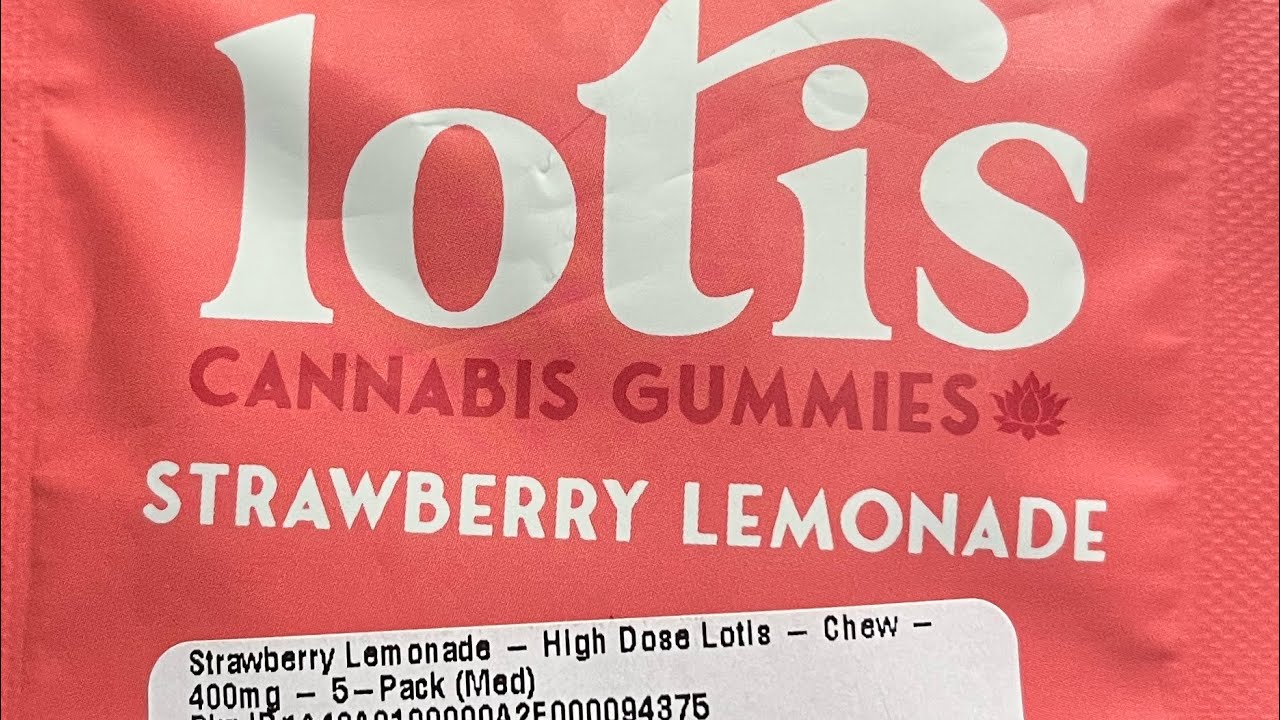 lotis
CANNABIS GUMMIES
STRAWBERRY LEMONADE
Strawberry Lemonade – High Dose Lotis – Chew –
400mg – 5–Pack (Med)